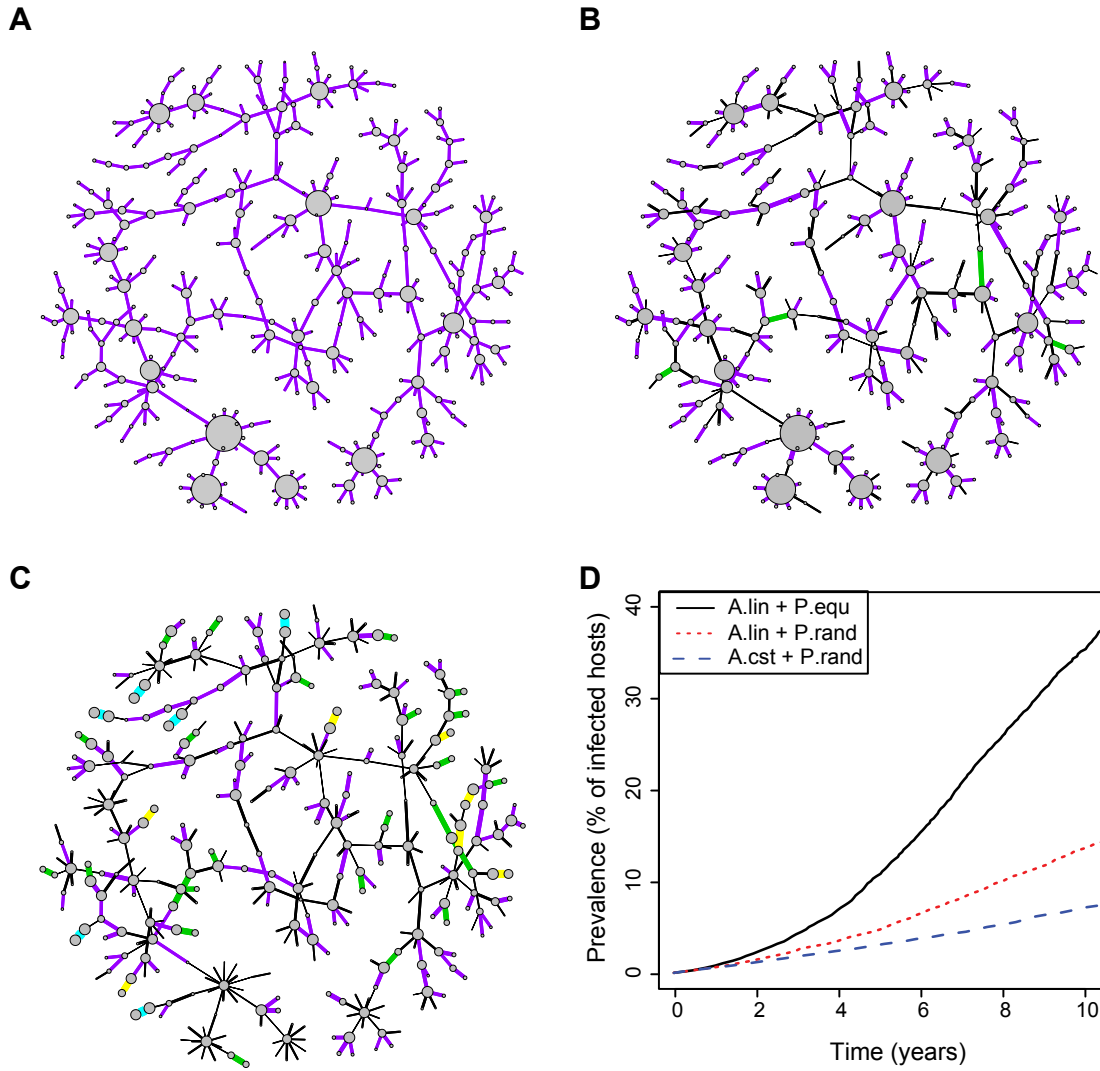 A
B
C
D
A.lin + P.equ
A.lin + P.rand
A.cst + P.rand
Prevalence (% of infected hosts)
40
30
20
10
0
0 2 4 6 8 10
Time (years)